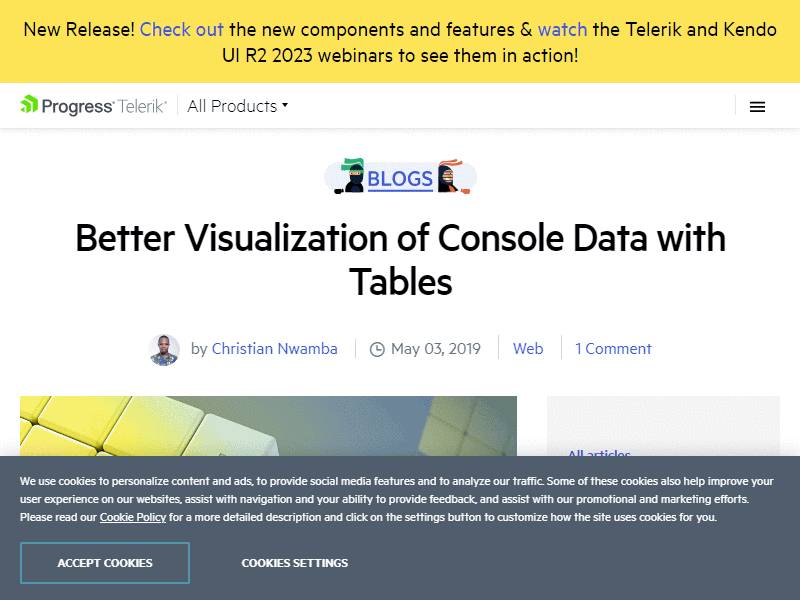 New Release! Check out the new components and features & watch the Telerik and Kendo
UI R2 2023 webinars to see them in action!
Progress Telerik All Products
BLOGS
Better Visualization of Console Data with
Tables
by Christian Nwamba May 03, 2019 Web 1 Comment
All articles
We use cookies to personalize content and ads, to provide social media features and to analyze our traffic. Some of these cookies also help improve your
user experience on our websites, assist with navigation and your ability to provide feedback, and assist with our promotional and marketing efforts.
Please read our Cookie Policy for a more detailed description and click on the settings button to customize how the site uses cookies for you.
ACCEPT COOKIES COOKIES SETTINGS